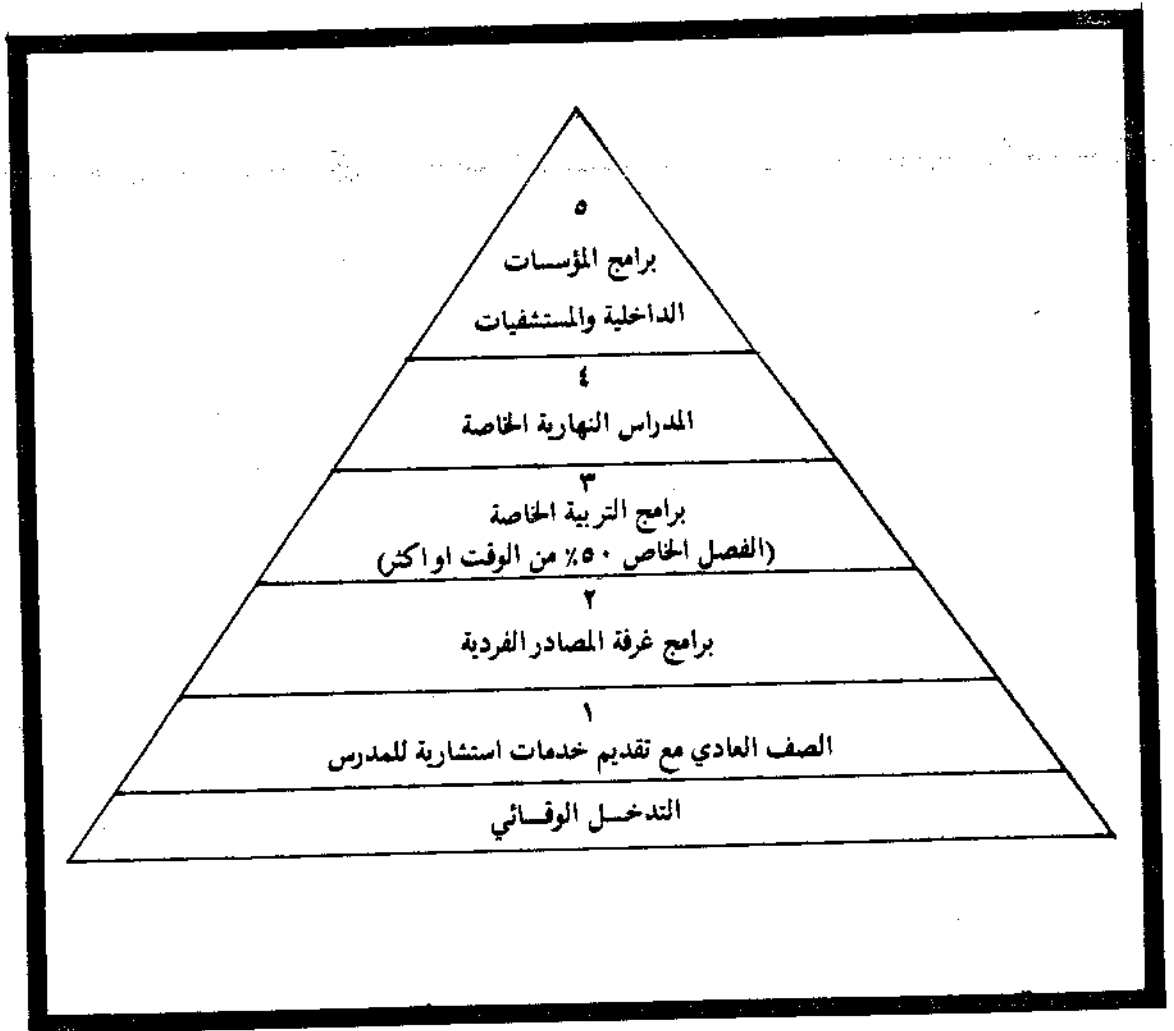 ٥
برامج المؤسسات
الداخلية والمستشفيات
٤
المدراس النهارية الخاصة
٣
برامج التربية الخاصة
(الفصل الخاص ٥٠٪ من الوقت او اكثر)
٢
برامج غرفة المصادر الفردية
١
الصف العادي مع تقديم خدمات استشارية للمدرس
التدخل الوقائي